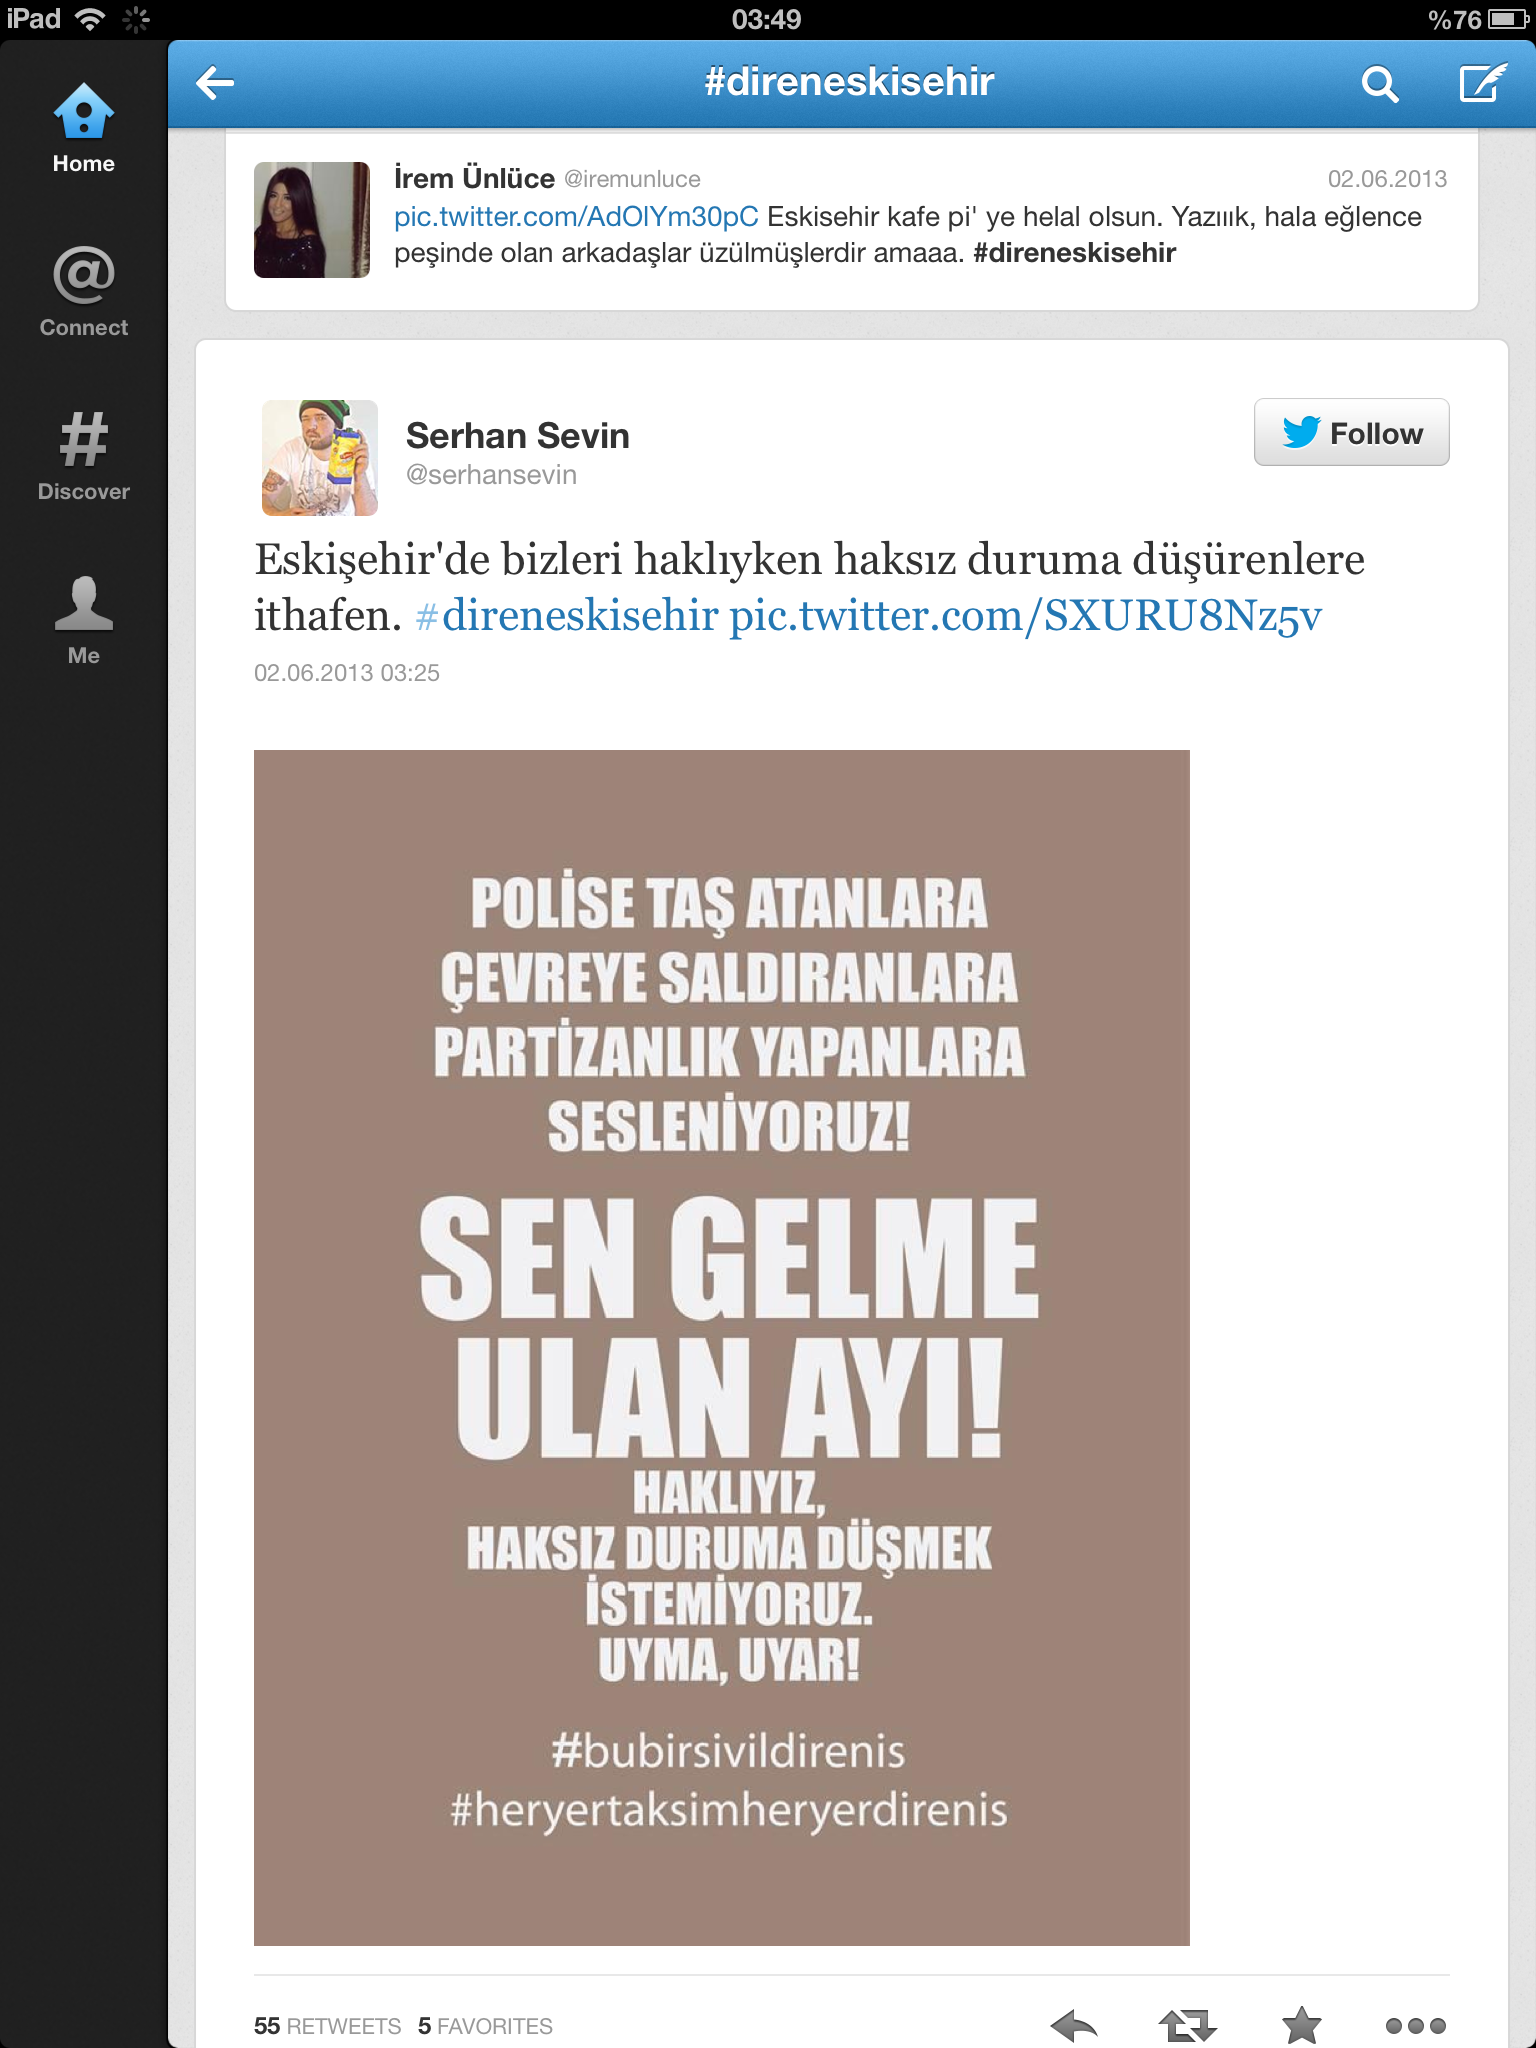 iPad 03:49 %76
#direneskisehir
Home
Connect
Discover
Me
İrem Ünlüce @iremunluce 02.06.2013
pic.twitter.com/AdOlYm30pC Eskisehir kafe pi' ye helal olsun. Yazıııık, hala eğlence
peşinde olan arkadaşlar üzülmüşlerdir amaaa. #direneskisehir
Serhan Sevin
@serhansevin
Follow
Eskişehir'de bizleri haklıyken haksız duruma düşürenlere
ithafen. #direneskisehir pic.twitter.com/SXURU8Nz5v
02.06.2013 03:25
POLİSE TAŞ ATANLARA
ÇEVREYE SALDIRANLARA
PARTİZANLIK YAPANLARA
SESLENİYORUZ!
SEN GELME
ULAN AYI!
HAKLIYIZ,
HAKSIZ DURUMA DÜŞMEK
İSTEMİYORUZ.
UYMA, UYAR!
#bubirsivildirenis
#heryertaksimheryerdirenis
55 RETWEETS 5 FAVORITES